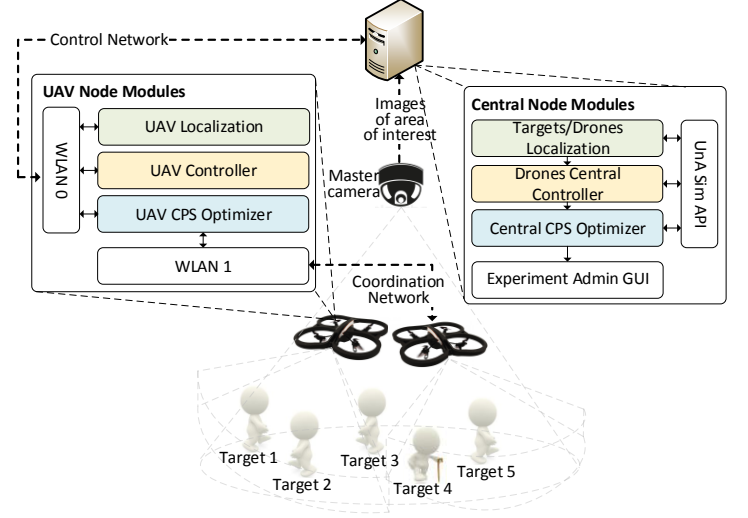 Control Network
UAV Node Modules
WLAN 0
UAV Localization
UAV Controller
UAV CPS Optimizer
WLAN 1
Images
of area
of interest
Master
camera
Coordination
Network
Central Node Modules
Targets/Drones
Localization
Drones Central
Controller
Central CPS Optimizer
Experiment Admin GUI
UnA Sim API
Target 1
Target 2
Target 3
Target 4
Target 5